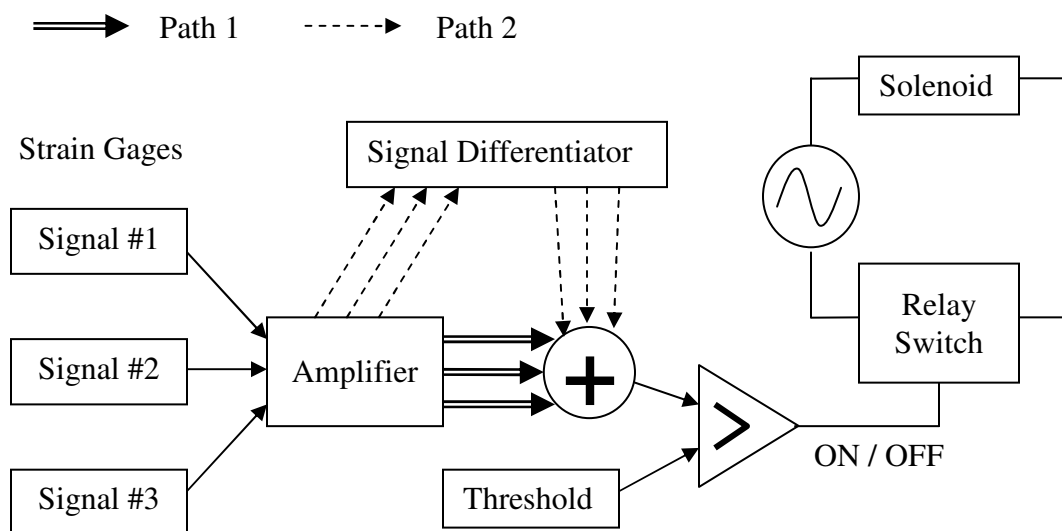 Path 1
Path 2
Solenoid
Strain Gages
Signal Differentiator
Signal #1
Relay
Switch
Signal #2
Amplifier
+
>
ON / OFF
Signal #3
Threshold